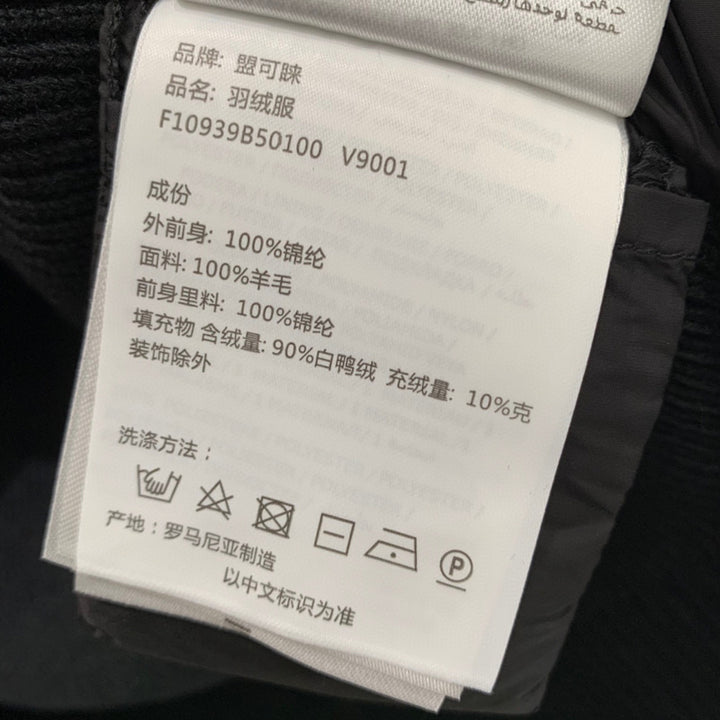 品牌: 盟可睐
品名: 羽绒服
F10939B50100 V9001
成份
外前身: 100%锦纶
面料: 100%羊毛
前身里料: 100%锦纶
填充物 含绒量: 90%白鸭绒 充绒量: 10%克
装饰除外
洗涤方法:
P
产地: 罗马尼亚制造
以中文标识为准